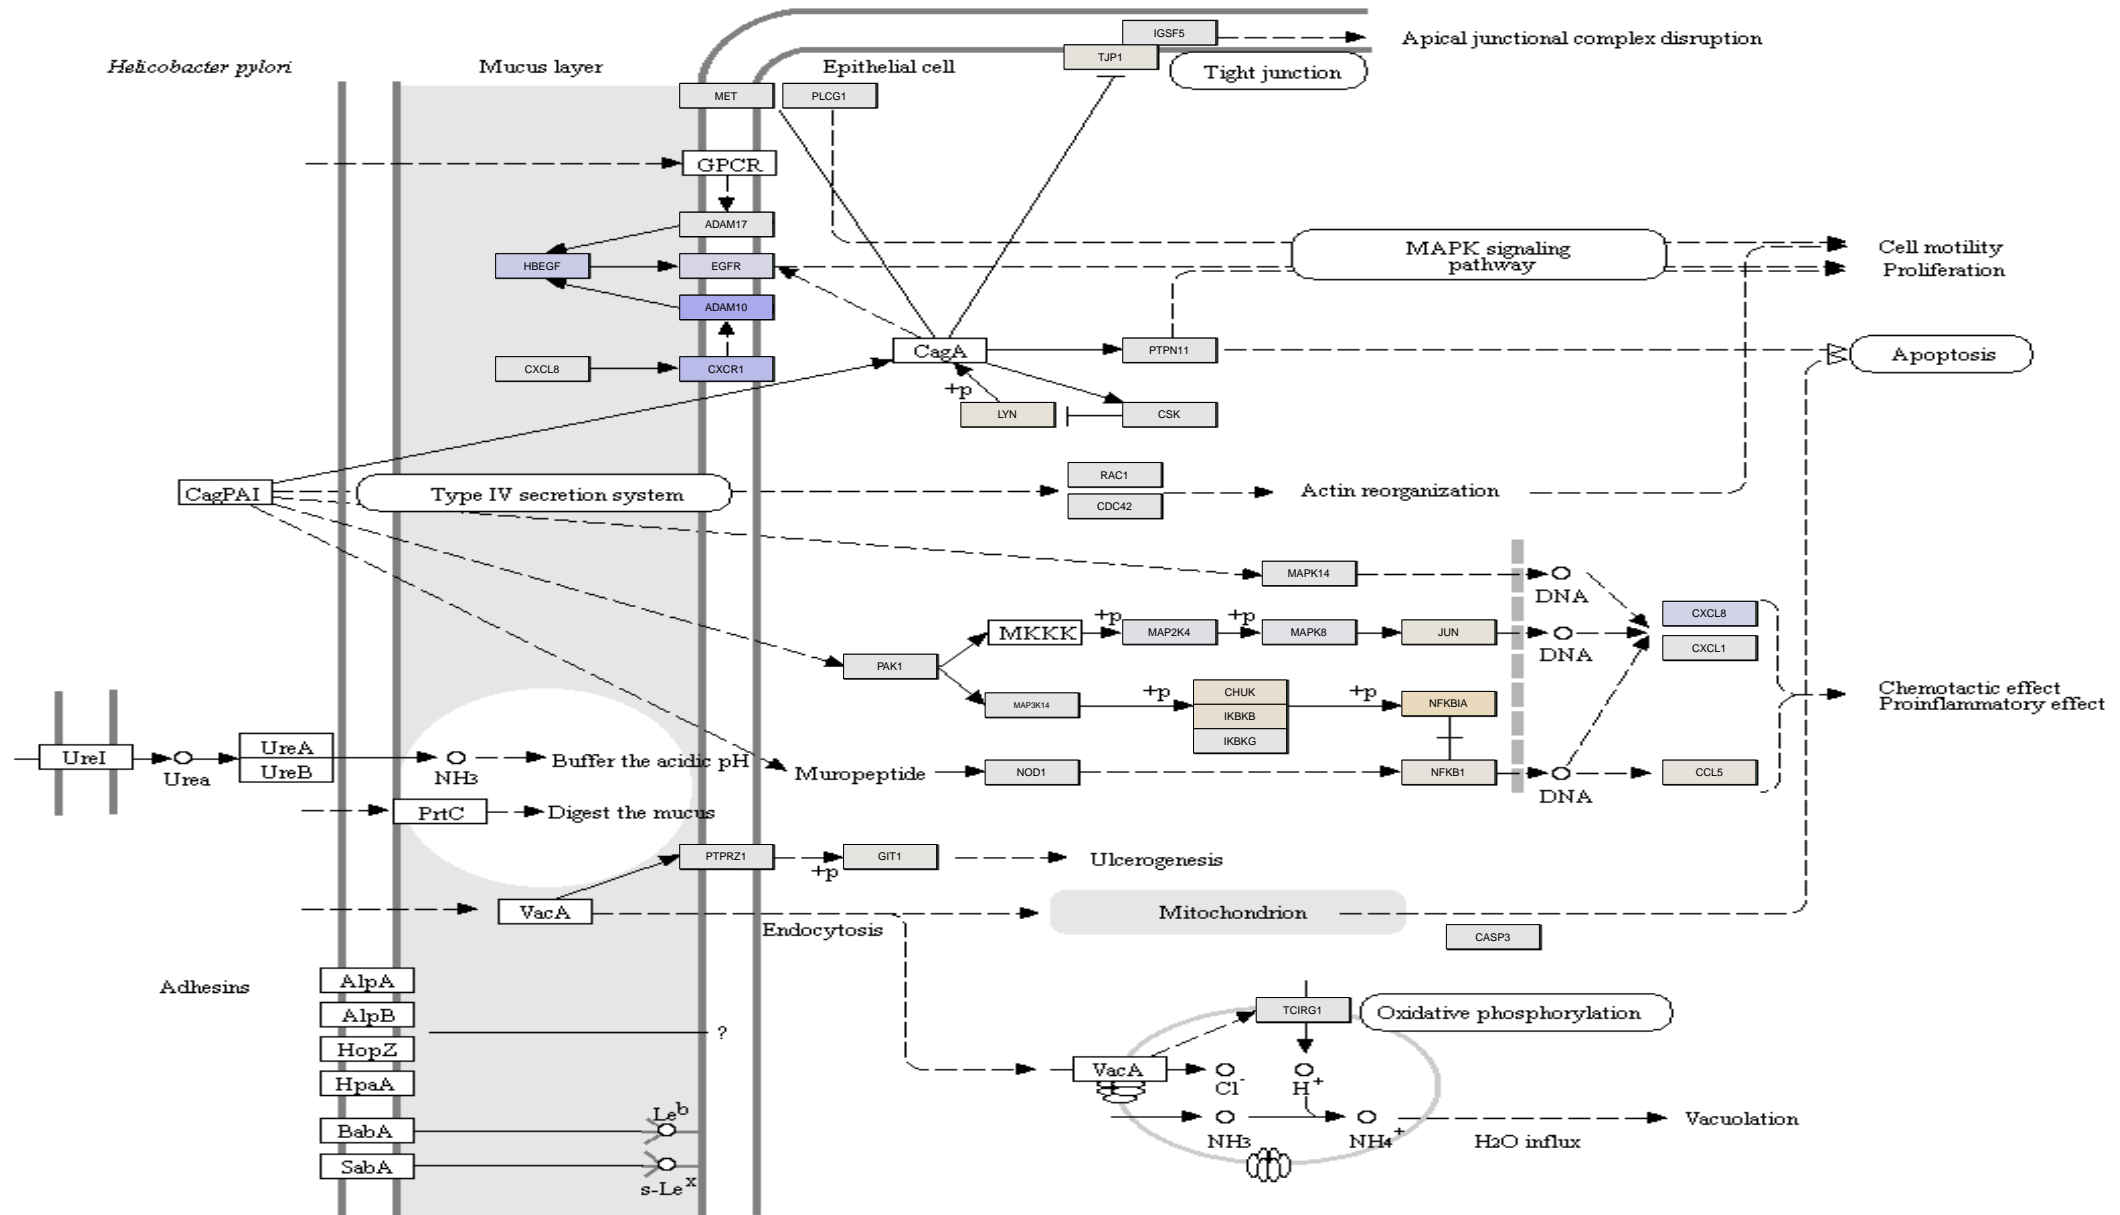 IGSF5
Apical junctional complex disruption
TJP1
Helicobacter pylori
Mucus layer
Epithelial cell
Tight junction
MET
PLCG1
GPCR
ADAM17
HBEGF
EGFR
MAPK signaling
pathway
Cell motility
Proliferation
ADAM10
CagA
PTPN11
Apoptosis
CXCL8
CXCR1
+p
LYN
CSK
CagPAI
Type IV secretion system
RAC1
CDC42
Actin reorganization
MAPK14
DNA
CXCL8
MKKK
+p
MAP2K4
+p
MAPK8
JUN
DNA
CXCL1
PAK1
MAP3K14
+p
CHUK
IKBKB
IKBKG
+p
NFKBIA
Chemotactic effect
Proinflammatory effect
UreI
Urea
UreA
UreB
NH3
Buffer the acidic pH
Muropeptide
NOD1
NFKB1
DNA
CCL5
PrtC
Digest the mucus
PTPRZ1
+p
GIT1
Ulcerogenesis
VacA
Endocytosis
Mitochondrion
CASP3
Adhesins
AlpA
AlpB
HopZ
HpaA
BabA
SabA
?
Leb
s-Lex
TCIRG1
Oxidative phosphorylation
VacA
Cl-
H+
NH3
NH4+
H2O influx
Vacuolation